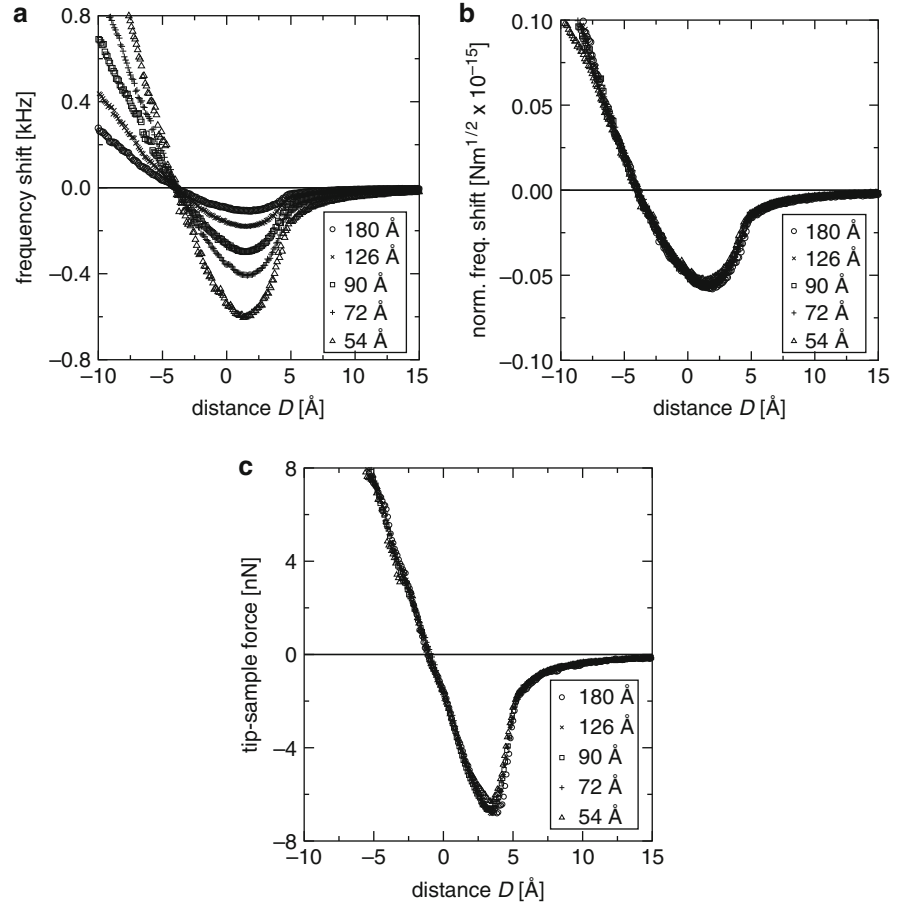 a
frequency shift [kHz]
0.8
0.4
0.0
−0.4
−0.8
180 Å
126 Å
90 Å
72 Å
54 Å
−10 −5 0 5 10 15
distance D [Å]
b
norm. freq. shift [Nm1/2 x 10−15]
0.10
0.05
0.00
−0.05
−0.10
180 Å
126 Å
90 Å
72 Å
54 Å
−10 −5 0 5 10 15
distance D [Å]
c
tip-sample force [nN]
8
4
0
−4
−8
180 Å
126 Å
90 Å
72 Å
54 Å
−10 −5 0 5 10 15
distance D [Å]